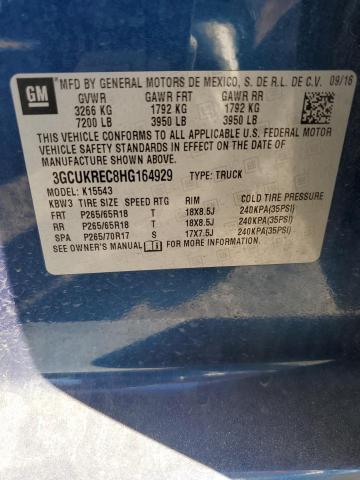 GM MFD BY GENERAL MOTORS DE MEXICO, S. DE R.L. DE C.V. 09/16
GVWR GAWR FRT GAWR RR
3266 KG 1792 KG 1792 KG
7200 LB 3950 LB 3950 LB
THIS VEHICLE CONFORMS TO ALL APPLICABLE U.S. FEDERAL MOTOR
VEHICLE SAFETY STANDARDS IN EFFECT ON THE DATE OF
MANUFACTURE SHOWN ABOVE.
3GCUKREC8HG164929 TYPE: TRUCK
MODEL: K15543
KBW3 TIRE SIZE SPEED RTG RIM COLD TIRE PRESSURE
FRT P265/65R18 T 18X8.5J 240KPA(35PSI)
RR P265/65R18 T 18X8.5J 240KPA(35PSI)
SPA P265/70R17 S 17X7.5J 240KPA(35PSI)
SEE OWNER'S MANUAL FOR MORE INFORMATION.